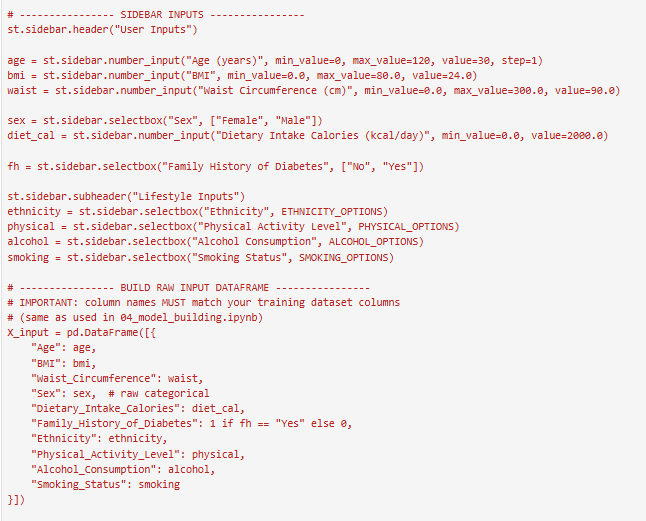 # --------------- SIDEBAR INPUTS ---------------
st.sidebar.header("User Inputs")
age = st.sidebar.number_input("Age (years)", min_value=0, max_value=120, value=30, step=1)
bmi = st.sidebar.number_input("BMI", min_value=0.0, max_value=80.0, value=24.0)
waist = st.sidebar.number_input("Waist Circumference (cm)", min_value=0.0, max_value=300.0, value=90.0)
sex = st.sidebar.selectbox("Sex", ["Female", "Male"])
diet_cal = st.sidebar.number_input("Dietary Intake Calories (kcal/day)", min_value=0.0, value=2000.0)
fh = st.sidebar.selectbox("Family History of Diabetes", ["No", "Yes"])
st.sidebar.subheader("Lifestyle Inputs")
ethnicity = st.sidebar.selectbox("Ethnicity", ETHNICITY_OPTIONS)
physical = st.sidebar.selectbox("Physical Activity Level", PHYSICAL_OPTIONS)
alcohol = st.sidebar.selectbox("Alcohol Consumption", ALCOHOL_OPTIONS)
smoking = st.sidebar.selectbox("Smoking Status", SMOKING_OPTIONS)
# --------------- BUILD RAW INPUT DATAFRAME ---------------
# IMPORTANT: column names MUST match your training dataset columns
# (same as used in 04_model_building.ipynb)
X_input = pd.DataFrame([{
    "Age": age,
    "BMI": bmi,
    "Waist_Circumference": waist,
    "Sex": sex,  # raw categorical
    "Dietary_Intake_Calories": diet_cal,
    "Family_History_of_Diabetes": 1 if fh == "Yes" else 0,
    "Ethnicity": ethnicity,
    "Physical_Activity_Level": physical,
    "Alcohol_Consumption": alcohol,
    "Smoking_Status": smoking
}])